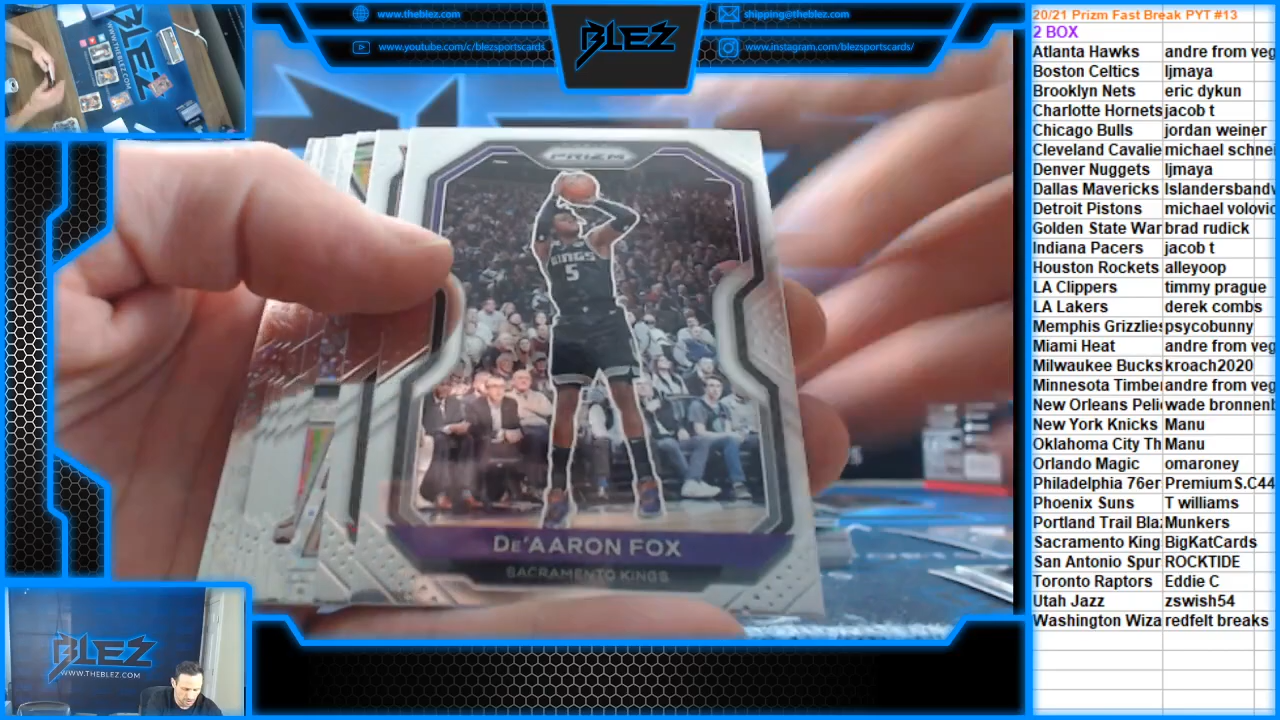 www.theblez.com
BLEZ
shipping@theblez.com
www.youtube.com/c/blezsportscards
www.instagram.com/blezsportscards/
PRIZM
KINGS
5
DE'AARON FOX
SACRAMENTO KINGS
BLEZ
WWW.THEBLEZ.COM
BLEZ
WWW.THEBLEZ.COM
20/21 Prizm Fast Break PYT #13
2 BOX
Atlanta Hawks andre from veg
Boston Celtics ljmaya
Brooklyn Nets eric dykun
Charlotte Hornets jacob t
Chicago Bulls jordan weiner
Cleveland Cavalie michael schnei
Denver Nuggets ljmaya
Dallas Mavericks Islandersbandw
Detroit Pistons michael volovic
Golden State War brad rudick
Indiana Pacers jacob t
Houston Rockets alleyoop
LA Clippers timmy prague
LA Lakers derek combs
Memphis Grizzlies psycobunny
Miami Heat andre from veg
Milwaukee Bucks kroach2020
Minnesota Timber andre from veg
New Orleans Peli wade bronnenb
New York Knicks Manu
Oklahoma City Th Manu
Orlando Magic omaroney
Philadelphia 76er PremiumS.C44
Phoenix Suns T williams
Portland Trail Bla Munkers
Sacramento King BigKatCards
San Antonio Spur ROCKTIDE
Toronto Raptors Eddie C
Utah Jazz zswish54
Washington Wiza redfelt breaks